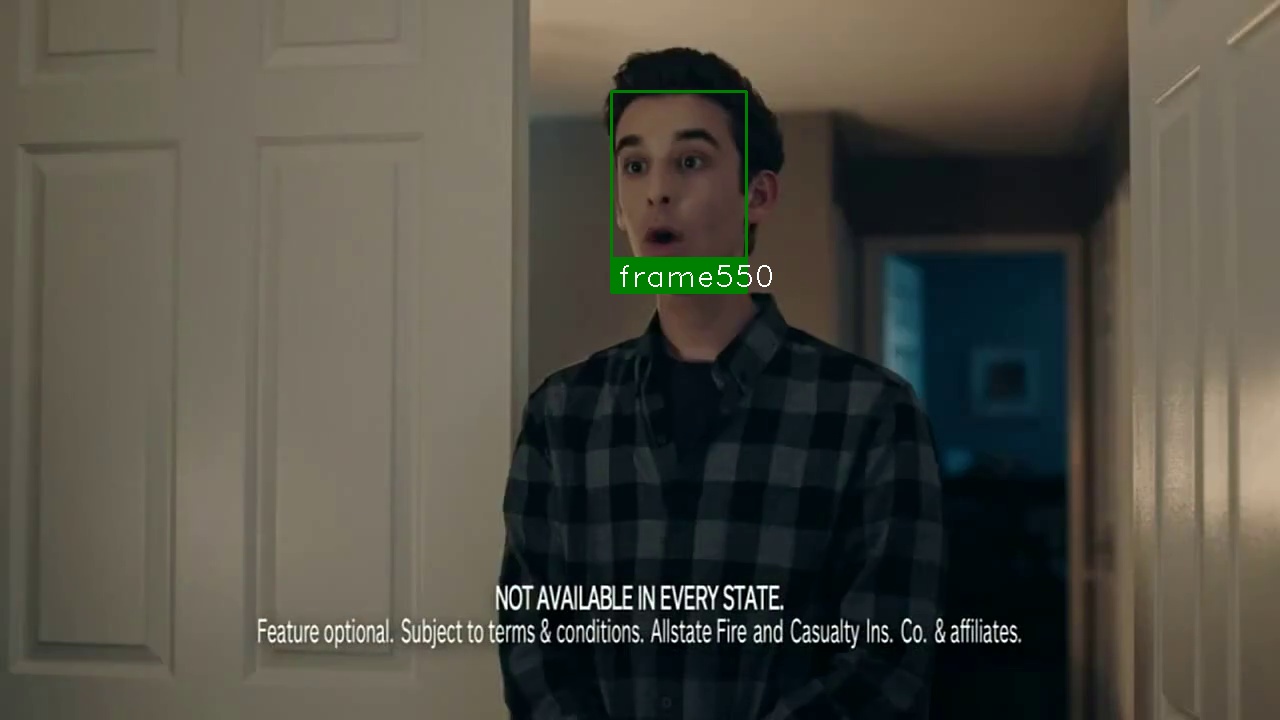 frame550
NOT AVAILABLE IN EVERY STATE.
Feature optional. Subject to terms & conditions. Allstate Fire and Casualty Ins. Co. & affiliates.